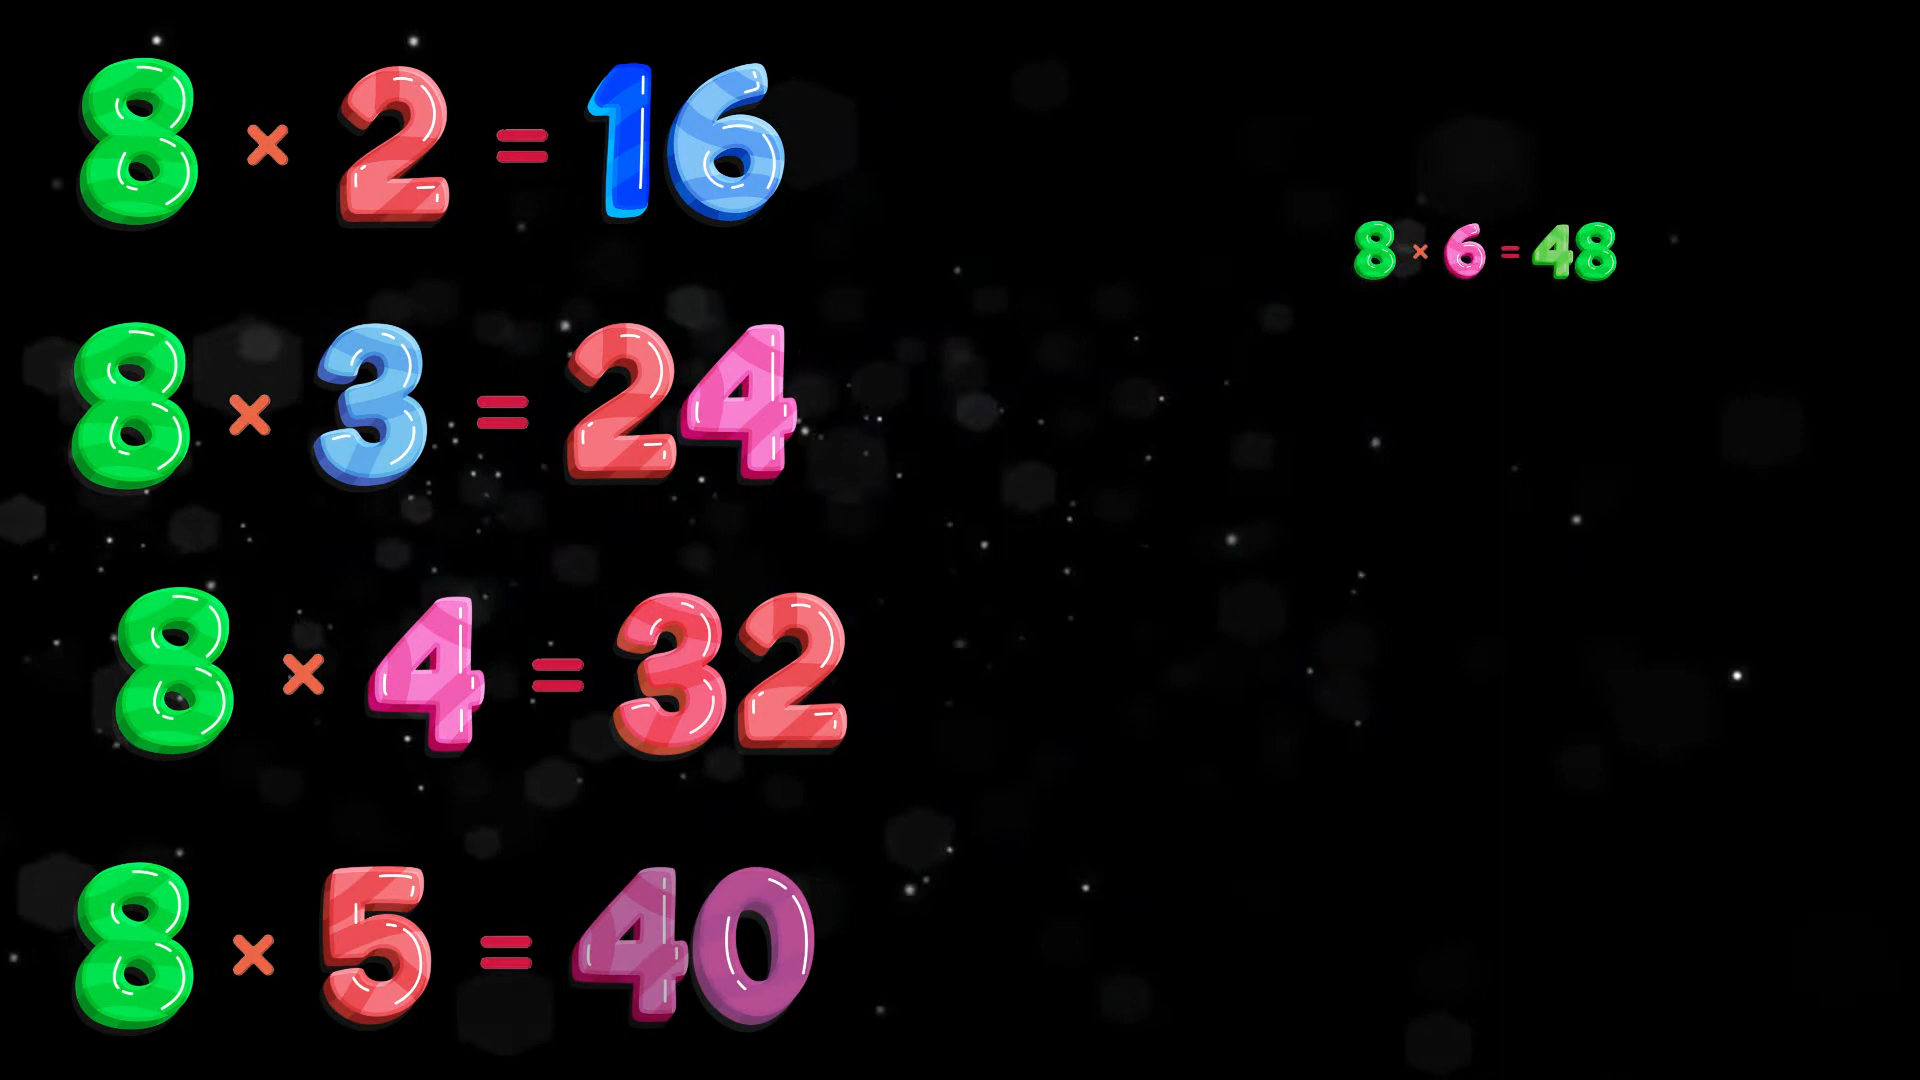 8 × 2 = 16
8 × 3 = 24
8 × 4 = 32
8 × 5 = 40
8 × 6 = 48